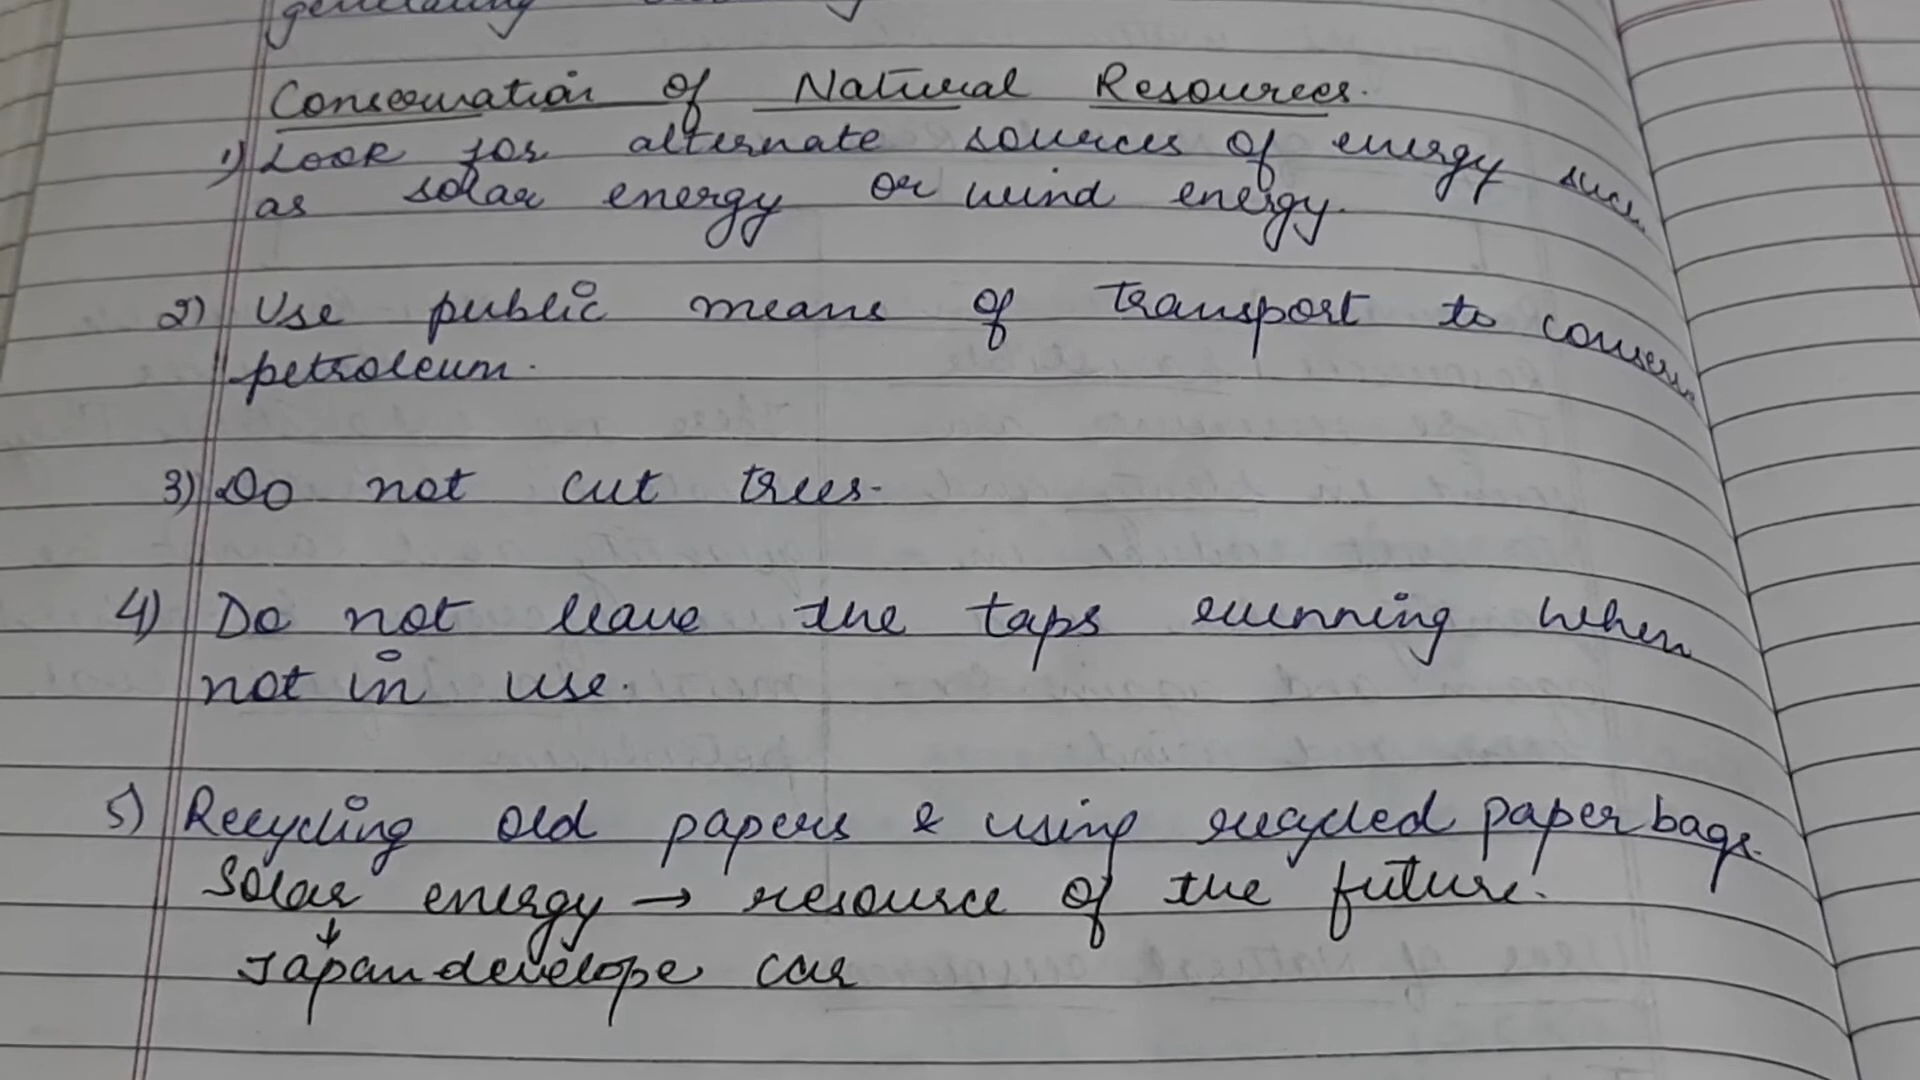 generating
Conservation of Natural Resources.
1) Look for alternate sources of energy such
as solar energy or wind energy.
2) Use public means of transport to conserve
petroleum.
3) Do not cut trees.
4) Do not leave the taps running when
not in use.
5) Recycling old papers & using recycled paper bags.
Solar energy → resource of the future.
↓
Japan develope car